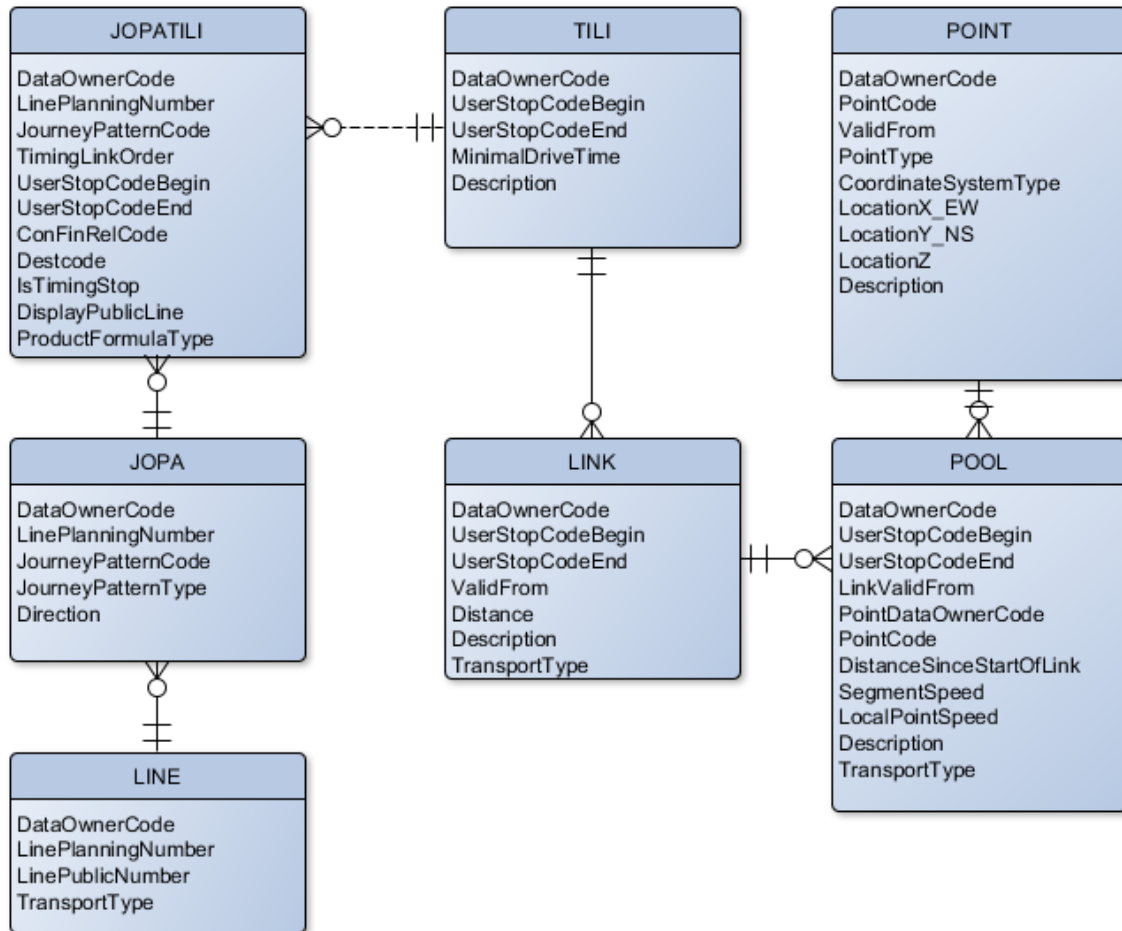 JOPATILI
DataOwnerCode
LinePlanningNumber
JourneyPatternCode
TimingLinkOrder
UserStopCodeBegin
UserStopCodeEnd
ConFinRelCode
Destcode
IsTimingStop
DisplayPublicLine
ProductFormulaType
TILI
DataOwnerCode
UserStopCodeBegin
UserStopCodeEnd
MinimalDriveTime
Description
POINT
DataOwnerCode
PointCode
ValidFrom
PointType
CoordinateSystemType
LocationX_EW
LocationY_NS
LocationZ
Description
JOPA
DataOwnerCode
LinePlanningNumber
JourneyPatternCode
JourneyPatternType
Direction
LINK
DataOwnerCode
UserStopCodeBegin
UserStopCodeEnd
ValidFrom
Distance
Description
TransportType
POOL
DataOwnerCode
UserStopCodeBegin
UserStopCodeEnd
LinkValidFrom
PointDataOwnerCode
PointCode
DistanceSinceStartOfLink
SegmentSpeed
LocalPointSpeed
Description
TransportType
LINE
DataOwnerCode
LinePlanningNumber
LinePublicNumber
TransportType